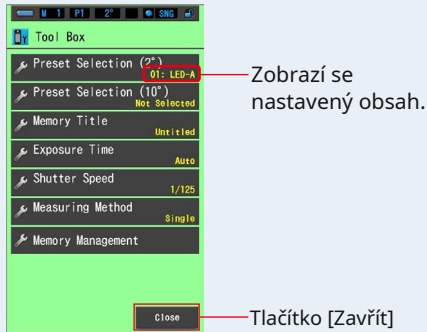 M 1 P1 2° SNG
Tool Box
Preset Selection (2°)
01: LED-A
Preset Selection (10°)
Not Selected
Memory Title
Untitled
Exposure Time
Auto
Shutter Speed
1/125
Measuring Method
Single
Memory Management
Close
Zobrazí se
nastavený obsah.
Tlačítko [Zavřít]